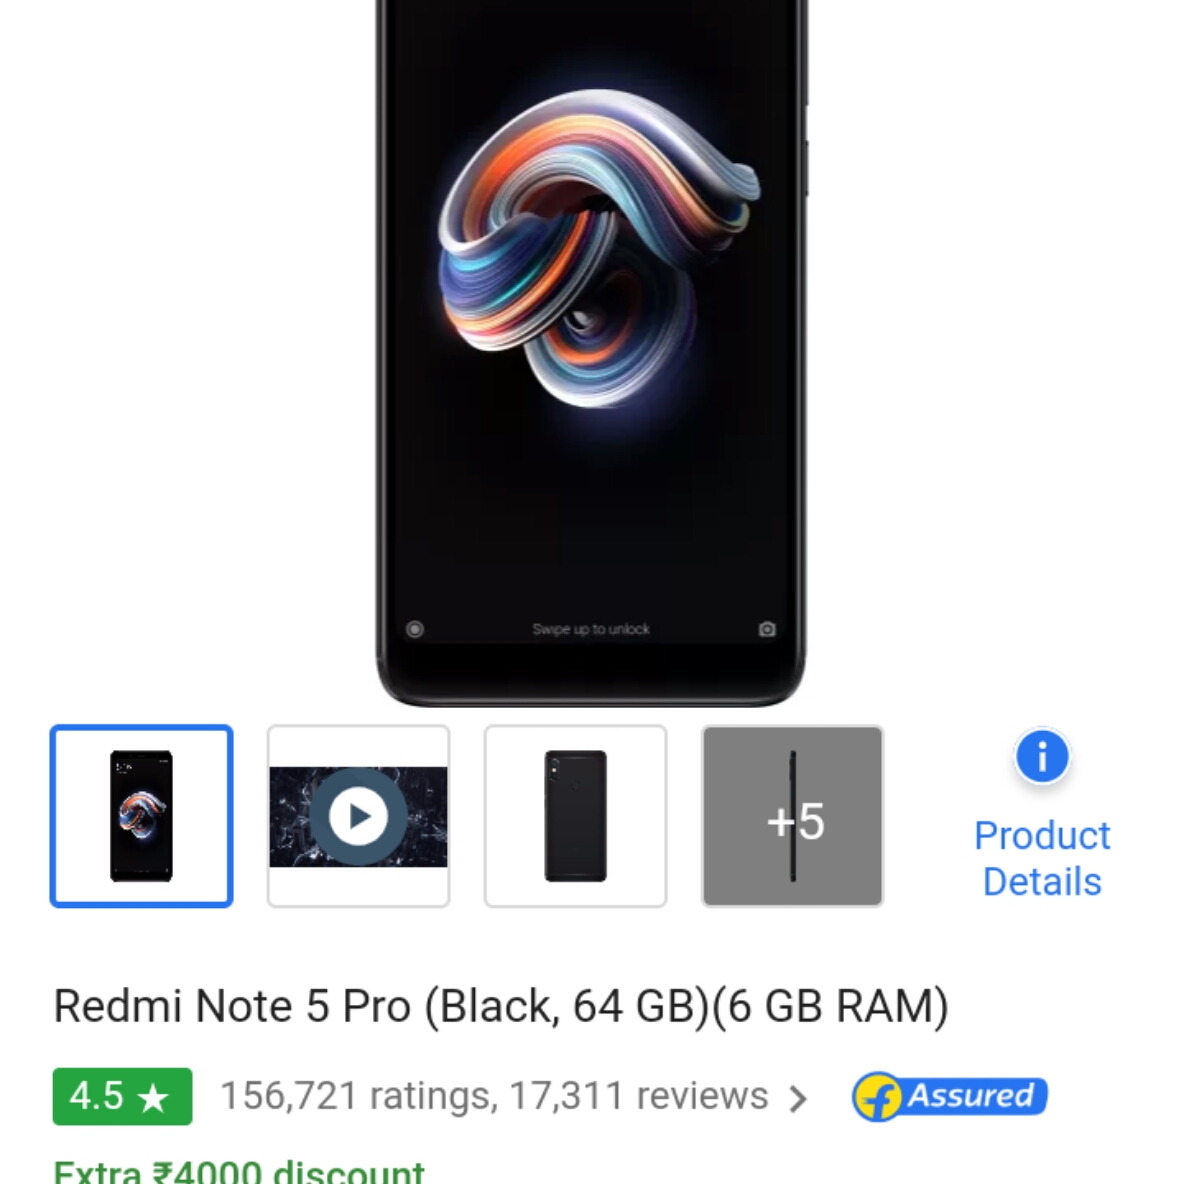 Swipe up to unlock
+5
Product
Details
Redmi Note 5 Pro (Black, 64 GB)(6 GB RAM)
4.5 ★ 156,721 ratings, 17,311 reviews > f Assured
Extra ₹4000 discount